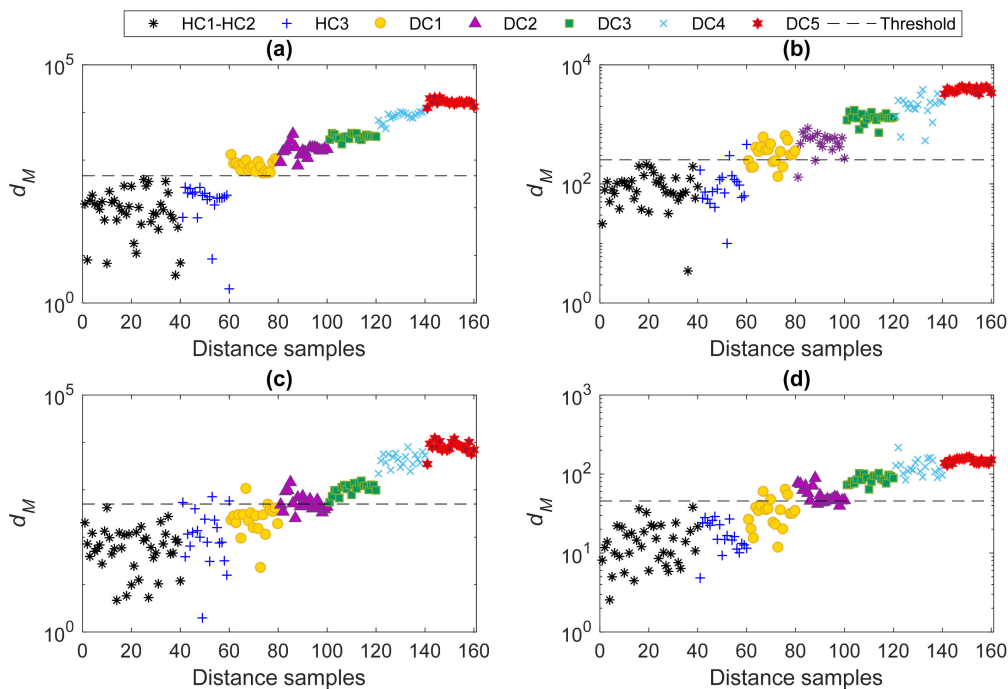 HC1-HC2 HC3 DC1 DC2 DC3 DC4 DC5 Threshold
(a) (b)
10^5
10^0
d_M
0 20 40 60 80 100 120 140 160
Distance samples
10^4
10^2
10^0
d_M
0 20 40 60 80 100 120 140 160
Distance samples
(c) (d)
10^5
10^0
d_M
0 20 40 60 80 100 120 140 160
Distance samples
10^3
10^2
10^1
10^0
d_M
0 20 40 60 80 100 120 140 160
Distance samples